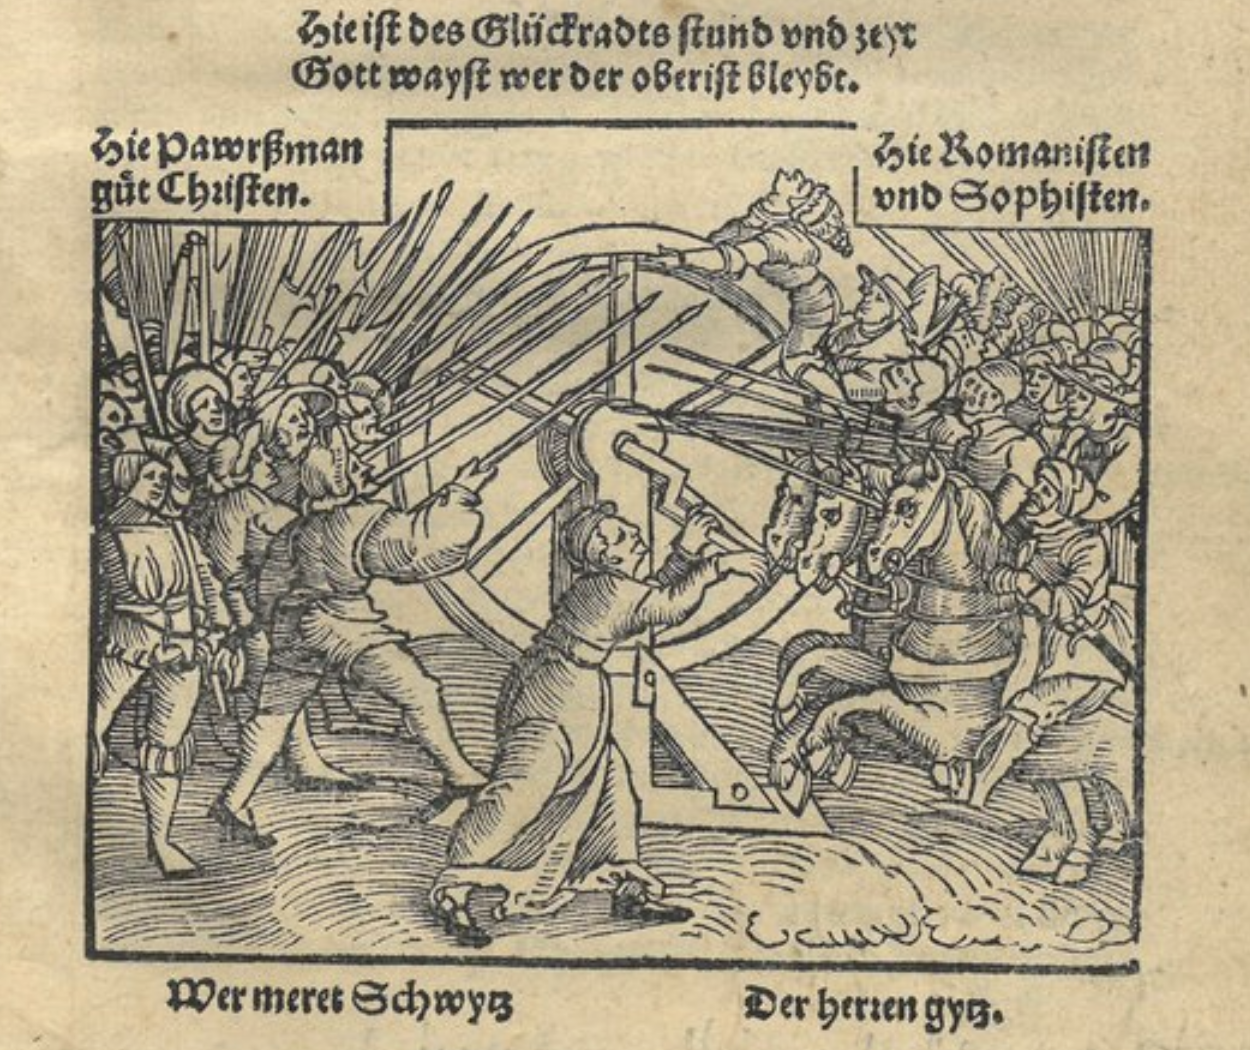 Hie ist des Glückradts stund vnd zeyt
Gott wayst wer der oberist bleybt.
Hie Pawrßman
gůt Christen.
Hie Romanisten
vnd Sophisten.
Wer meret Schwytz
Der herren gytz.